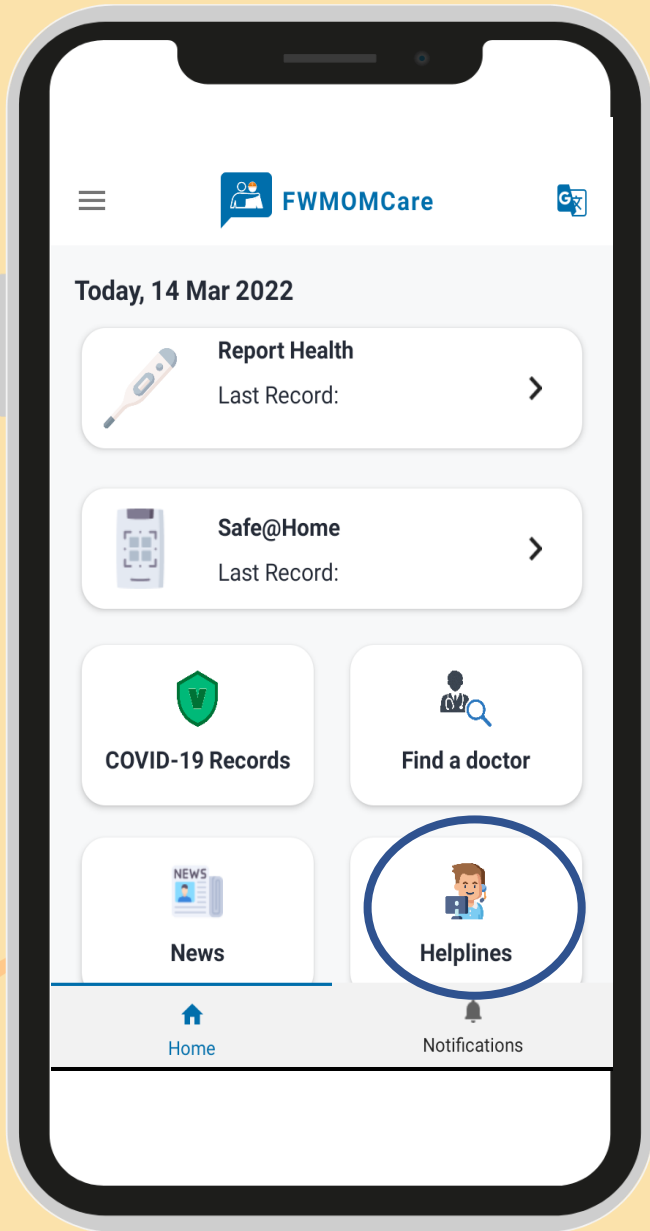 FWMOMCare
G
Today, 14 Mar 2022
Report Health
Last Record:
Safe@Home
Last Record:
V
COVID-19 Records
Find a doctor
NEWS
News
Helplines
Home
Notifications